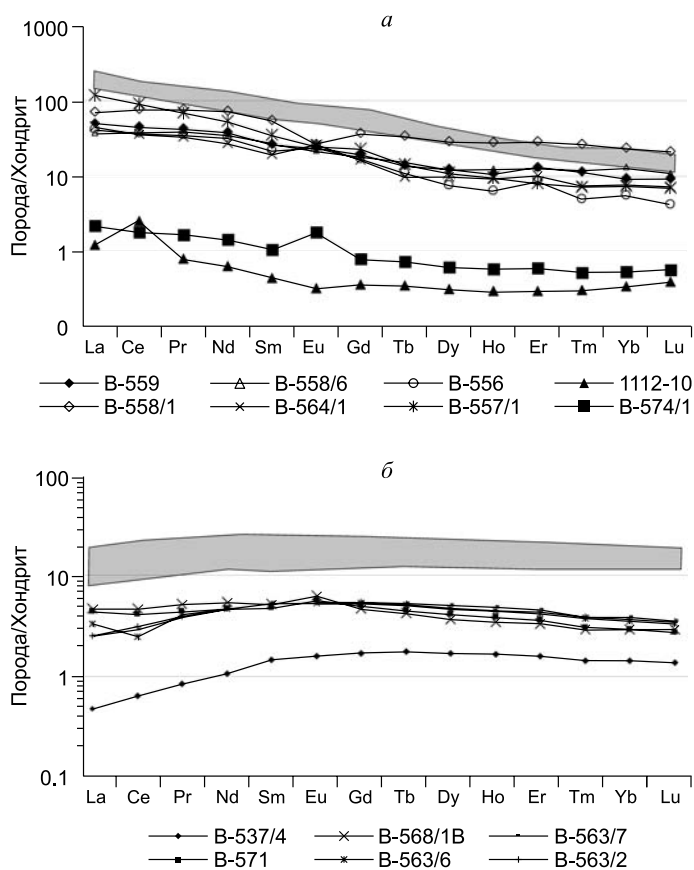 а
1000
100
10
1
0
Порода/Хондрит
La Ce Pr Nd Sm Eu Gd Tb Dy Ho Er Tm Yb Lu
В-559 В-558/6 В-556 1112-10
В-558/1 В-564/1 В-557/1 В-574/1
б
100
10
1
0.1
Порода/Хондрит
La Ce Pr Nd Sm Eu Gd Tb Dy Ho Er Tm Yb Lu
В-537/4 В-568/1В В-563/7
В-571 В-563/6 В-563/2